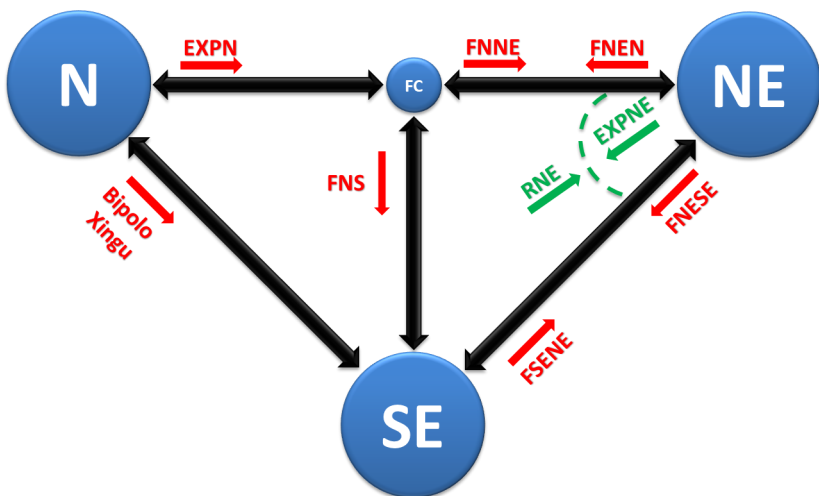 EXPN
FNNE
FNEN
N
FC
NE
EXPNE
RNE
FNS
FNESE
Bipolo
Xingu
FSENE
SE